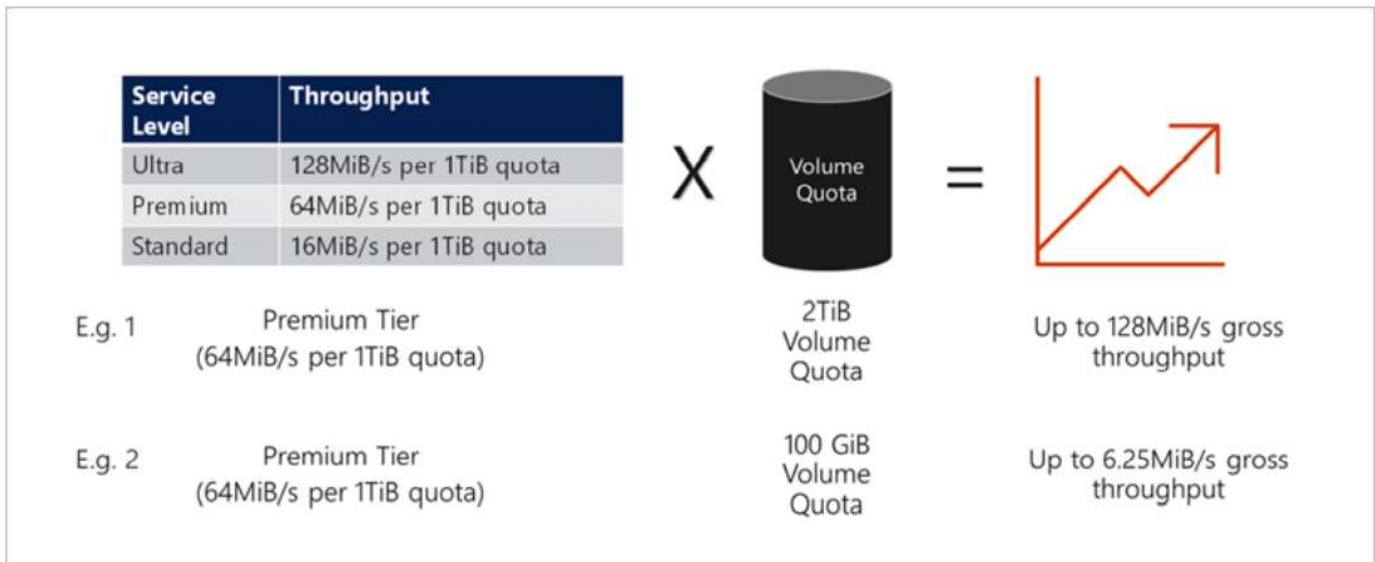 Service Level
Throughput
Ultra
128MiB/s per 1TiB quota
Premium
64MiB/s per 1TiB quota
Standard
16MiB/s per 1TiB quota
X
Volume
Quota
=
E.g. 1
Premium Tier
(64MiB/s per 1TiB quota)
2TiB
Volume
Quota
Up to 128MiB/s gross
throughput
E.g. 2
Premium Tier
(64MiB/s per 1TiB quota)
100 GiB
Volume
Quota
Up to 6.25MiB/s gross
throughput